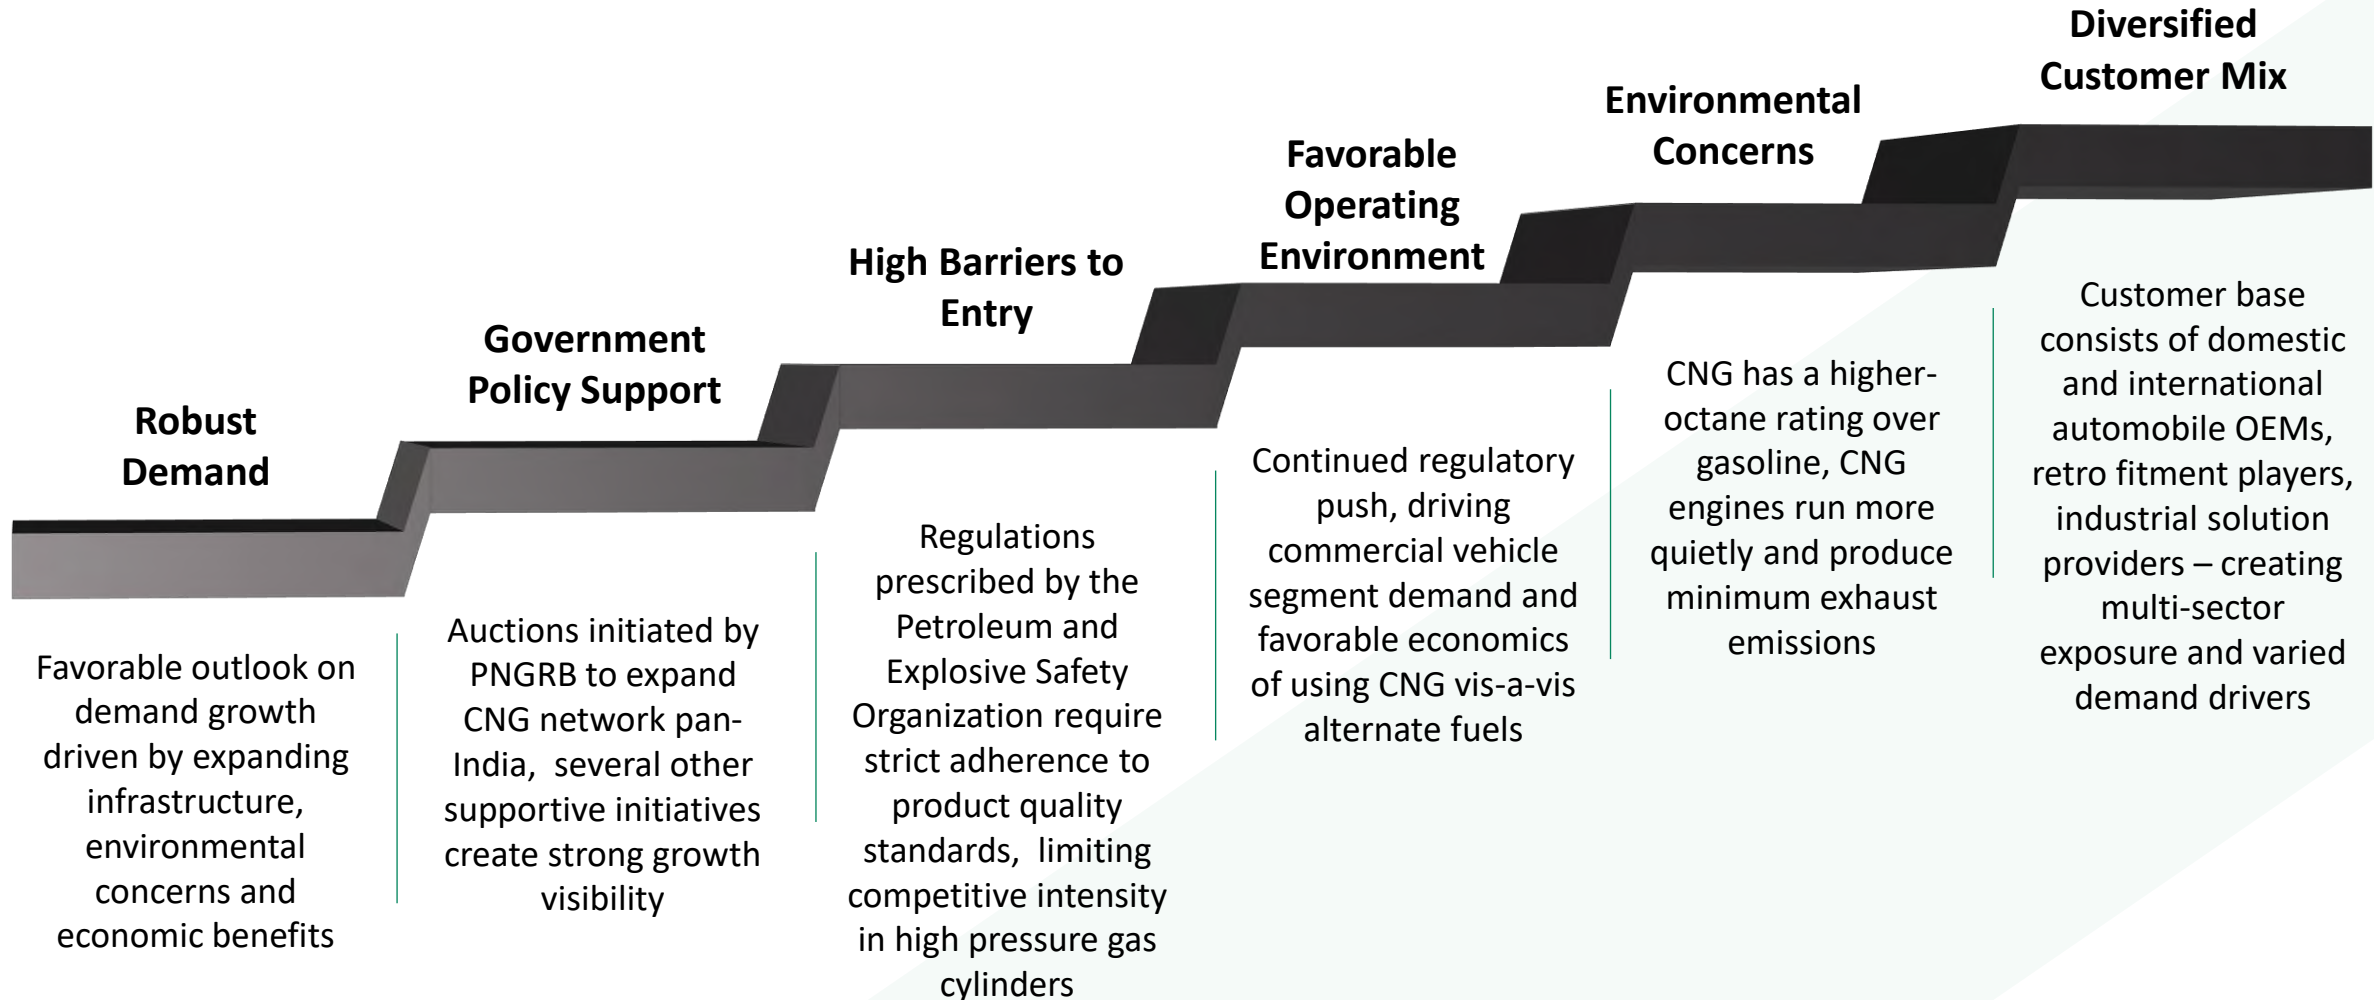 Robust
Demand
Favorable outlook on
demand growth
driven by expanding
infrastructure,
environmental
concerns and
economic benefits
Government
Policy Support
Auctions initiated by
PNGRB to expand
CNG network pan-
India,  several other
supportive initiatives
create strong growth
visibility
High Barriers to
Entry
Regulations
prescribed by the
Petroleum and
Explosive Safety
Organization require
strict adherence to
product quality
standards,  limiting
competitive intensity
in high pressure gas
cylinders
Favorable
Operating
Environment
Continued regulatory
push, driving
commercial vehicle
segment demand and
favorable economics
of using CNG vis-a-vis
alternate fuels
Environmental
Concerns
CNG has a higher-
octane rating over
gasoline, CNG
engines run more
quietly and produce
minimum exhaust
emissions
Diversified
Customer Mix
Customer base
consists of domestic
and international
automobile OEMs,
retro fitment players,
industrial solution
providers – creating
multi-sector
exposure and varied
demand drivers